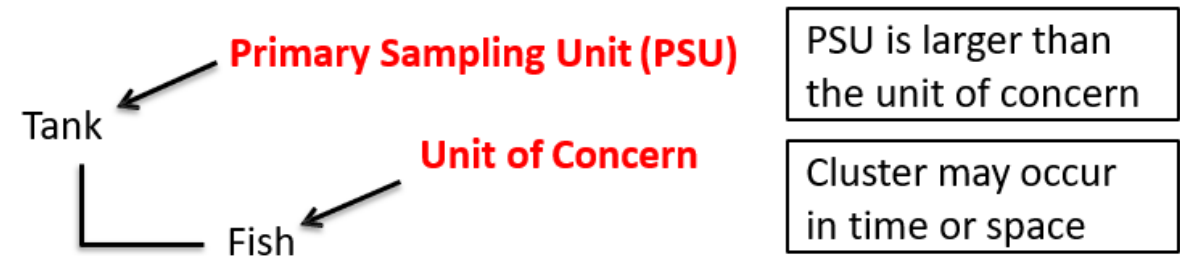 Primary Sampling Unit (PSU)
Tank
Unit of Concern
Fish
PSU is larger than
the unit of concern
Cluster may occur
in time or space